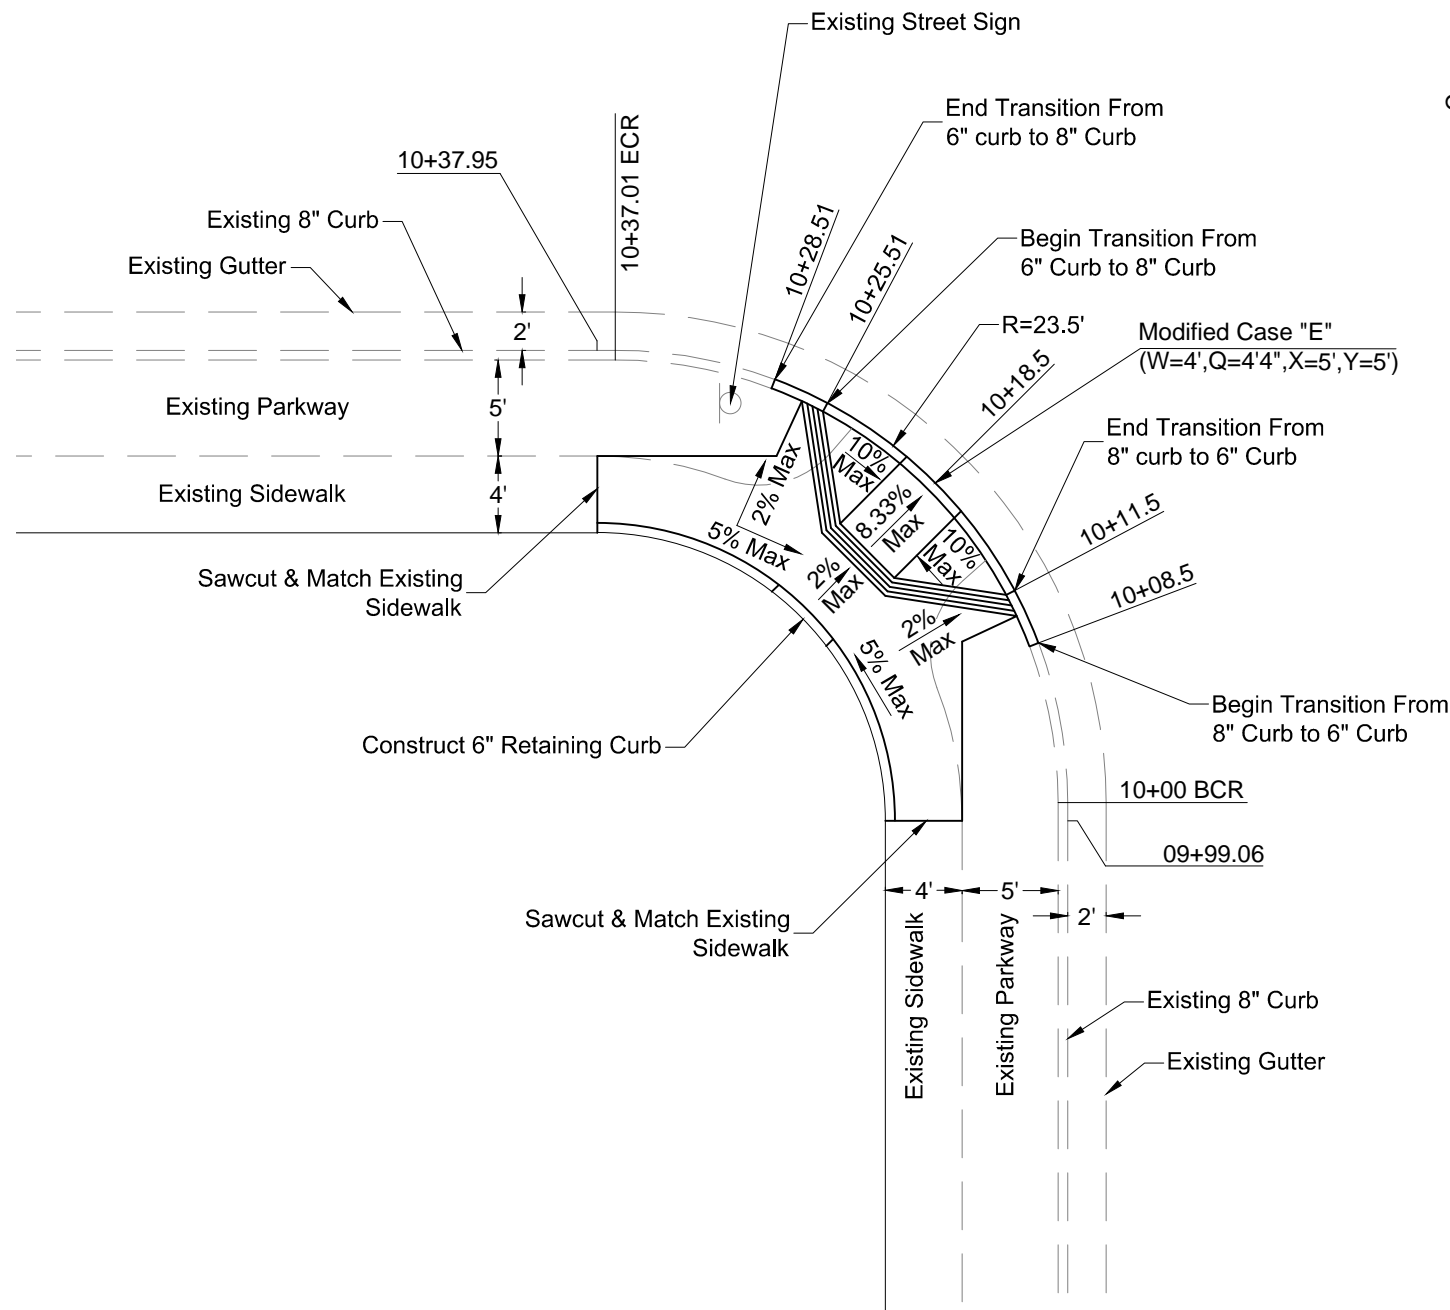 Existing Street Sign
End Transition From
6" curb to 8" Curb
10+37.95
10+37.01 ECR
Existing 8" Curb
Existing Gutter
10+28.51
10+25.51
Begin Transition From
6" Curb to 8" Curb
R=23.5'
Modified Case "E"
(W=4',Q=4'4",X=5',Y=5')
10+18.5
2'
Existing Parkway
5'
End Transition From
8" curb to 6" Curb
Existing Sidewalk
4'
2% Max
5% Max
10%
Max
8.33%
Max
10%
Max
10+11.5
10+08.5
Sawcut & Match Existing
Sidewalk
2%
Max
2%
Max
5% Max
Begin Transition From
8" Curb to 6" Curb
Construct 6" Retaining Curb
10+00 BCR
09+99.06
4'
5'
2'
Sawcut & Match Existing
Sidewalk
Existing Sidewalk
Existing Parkway
Existing 8" Curb
Existing Gutter